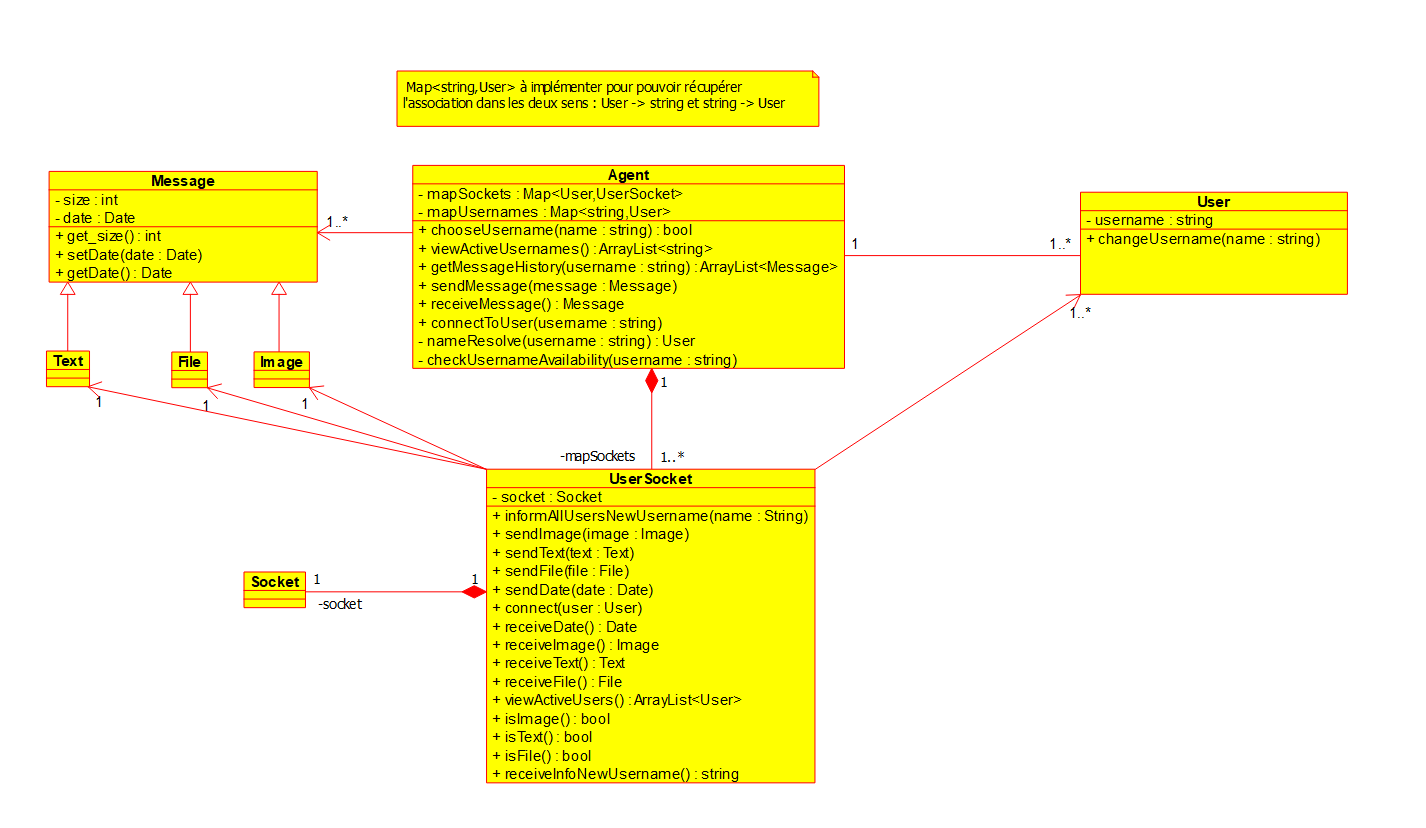 Map<string,User> à implémenter pour pouvoir récupérer
l'association dans les deux sens : User -> string et string -> User
Message
- size : int
- date : Date
+ get_size() : int
+ setDate(date : Date)
+ getDate() : Date
1..*
Agent
- mapSockets : Map<User,UserSocket>
- mapUsernames : Map<string,User>
+ chooseUsername(name : string) : bool
+ viewActiveUsernames() : ArrayList<string>
+ getMessageHistory(username : string) : ArrayList<Message>
+ sendMessage(message : Message)
+ receiveMessage() : Message
+ connectToUser(username : string)
- nameResolve(username : string) : User
- checkUsernameAvailability(username : string)
1
1..*
User
- username : string
+ changeUsername(name : string)
1..*
Text
File
Image
1
1
1
1
-mapSockets
1..*
UserSocket
- socket : Socket
+ informAllUsersNewUsername(name : String)
+ sendImage(image : Image)
+ sendText(text : Text)
+ sendFile(file : File)
+ sendDate(date : Date)
+ connect(user : User)
+ receiveDate() : Date
+ receiveImage() : Image
+ receiveText() : Text
+ receiveFile() : File
+ viewActiveUsers() : ArrayList<User>
+ isImage() : bool
+ isText() : bool
+ isFile() : bool
+ receiveInfoNewUsername() : string
Socket
1
1
-socket